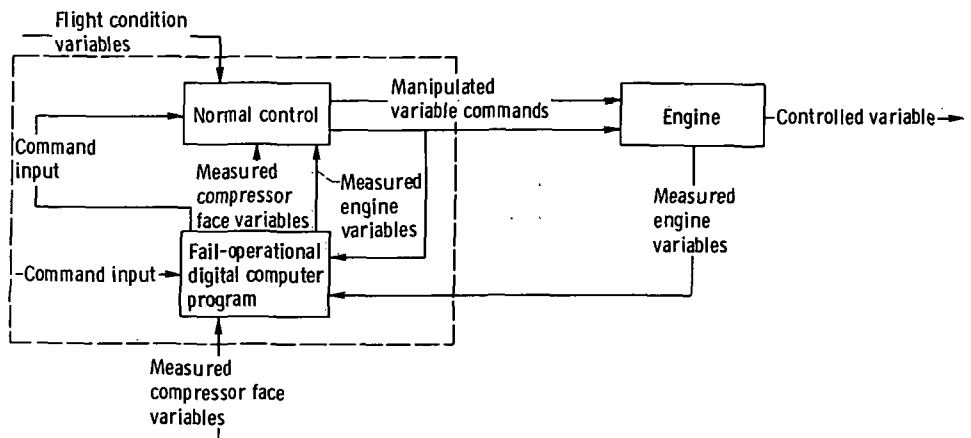 Flight condition
variables
Manipulated
variable commands
Normal control
Engine
Controlled variable
Command
input
Measured
compressor
face variables
Measured
engine
variables
Measured
engine
variables
Fail-operational
digital computer
program
Command input
Measured
compressor face
variables